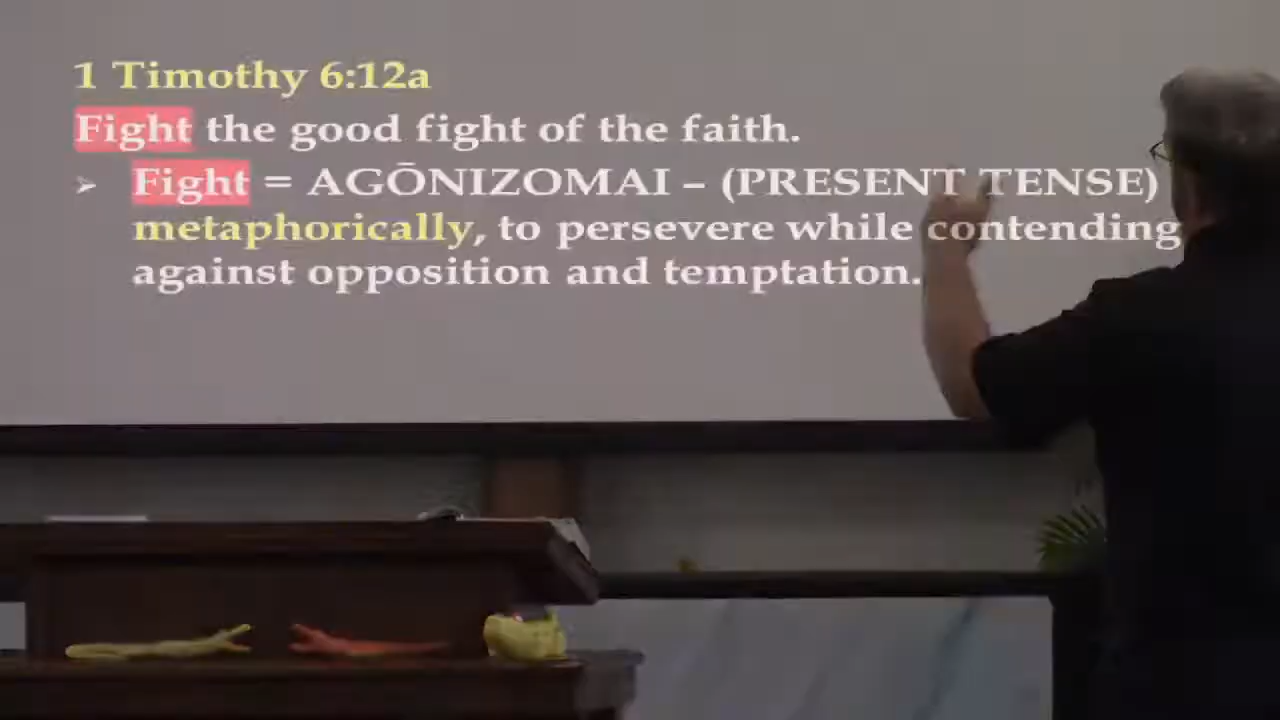 1 Timothy 6:12a
Fight the good fight of the faith.
➢ Fight = AGŌNIZOMAI – (PRESENT TENSE)
metaphorically, to persevere while contending
against opposition and temptation.